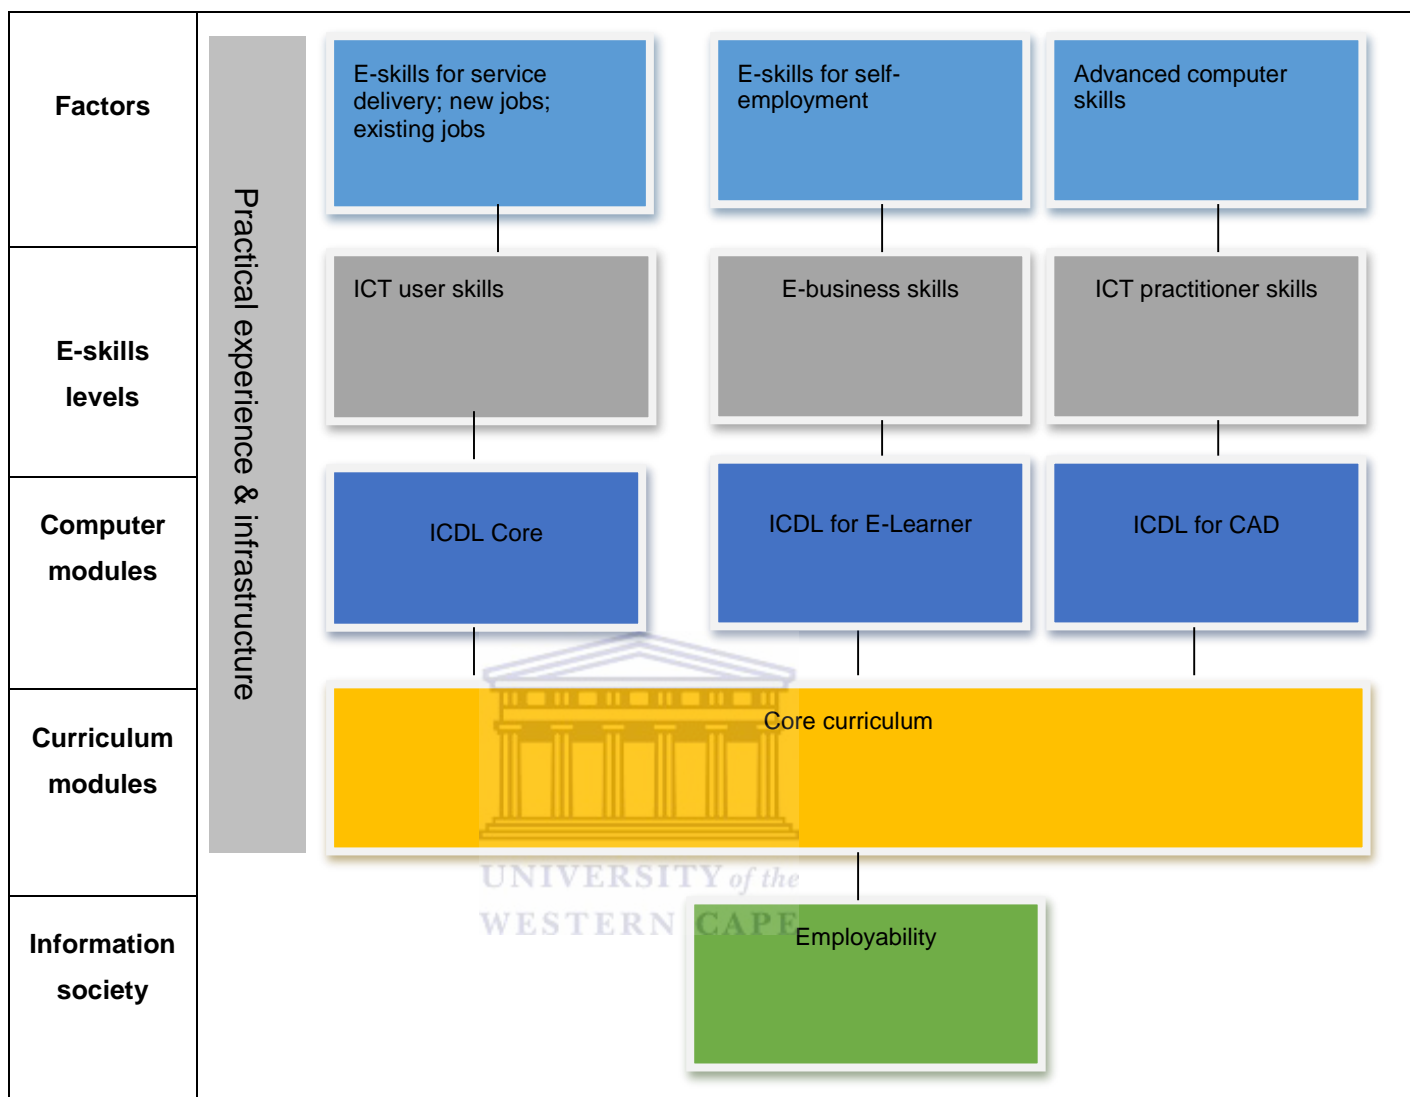 Factors
E-skills for service
delivery; new jobs;
existing jobs
E-skills for self-
employment
Advanced computer
skills
Practical experience & infrastructure
E-skills
levels
ICT user skills
E-business skills
ICT practitioner skills
Computer
modules
ICDL Core
ICDL for E-Learner
ICDL for CAD
Curriculum
modules
Core curriculum
UNIVERSITY of the
WESTERN CAPE
Information
society
Employability